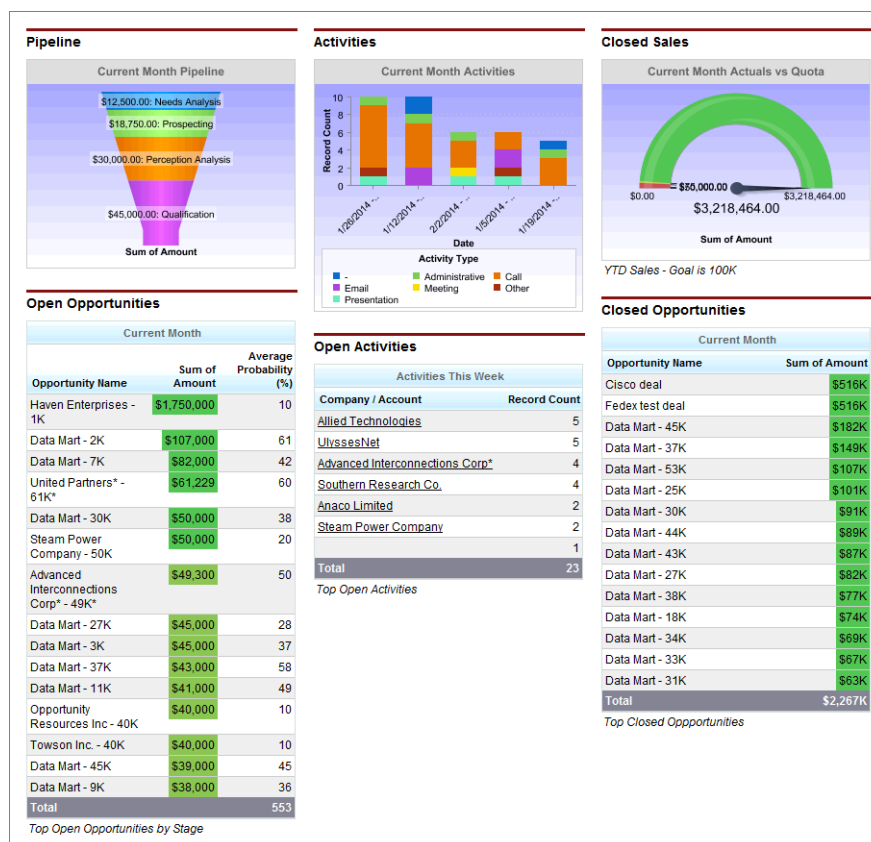 Pipeline
Current Month Pipeline
$12,500.00: Needs Analysis
$18,750.00: Prospecting
$30,000.00: Perception Analysis
$45,000.00: Qualification
Sum of Amount
Activities
Current Month Activities
Record Count
10
8
6
4
2
0
1/26/2014 -..
1/12/2014 -..
2/2/2014 -..
1/5/2014 -..
1/19/2014 -..
Date
Activity Type
-
Administrative
Call
Email
Meeting
Other
Presentation
Closed Sales
Current Month Actuals vs Quota
$0.00
$3,218,464.00
$3,218,464.00
Sum of Amount
YTD Sales - Goal is 100K
Open Opportunities
Current Month
Opportunity Name Sum of Amount Average Probability (%)
Haven Enterprises - $1,750,000 10
1K
Data Mart - 2K $107,000 61
Data Mart - 7K $82,000 42
United Partners* - $61,229 60
61K*
Data Mart - 30K $50,000 38
Steam Power $50,000 20
Company - 50K
Advanced $49,300 50
Interconnections
Corp* - 49K*
Data Mart - 27K $45,000 28
Data Mart - 3K $45,000 37
Data Mart - 37K $43,000 58
Data Mart - 11K $41,000 49
Opportunity $40,000 10
Resources Inc - 40K
Towson Inc. - 40K $40,000 10
Data Mart - 45K $39,000 45
Data Mart - 9K $38,000 36
Total 553
Top Open Opportunities by Stage
Open Activities
Activities This Week
Company / Account Record Count
Allied Technologies 5
UlyssesNet 5
Advanced Interconnections Corp* 4
Southern Research Co. 4
Anaco Limited 2
Steam Power Company 2
1
Total 23
Top Open Activities
Closed Opportunities
Current Month
Opportunity Name Sum of Amount
Cisco deal $516K
Fedex test deal $516K
Data Mart - 45K $182K
Data Mart - 37K $149K
Data Mart - 53K $107K
Data Mart - 25K $101K
Data Mart - 30K $91K
Data Mart - 44K $89K
Data Mart - 43K $87K
Data Mart - 27K $82K
Data Mart - 38K $77K
Data Mart - 18K $74K
Data Mart - 34K $69K
Data Mart - 33K $67K
Data Mart - 31K $63K
Total $2,267K
Top Closed Oppportunities